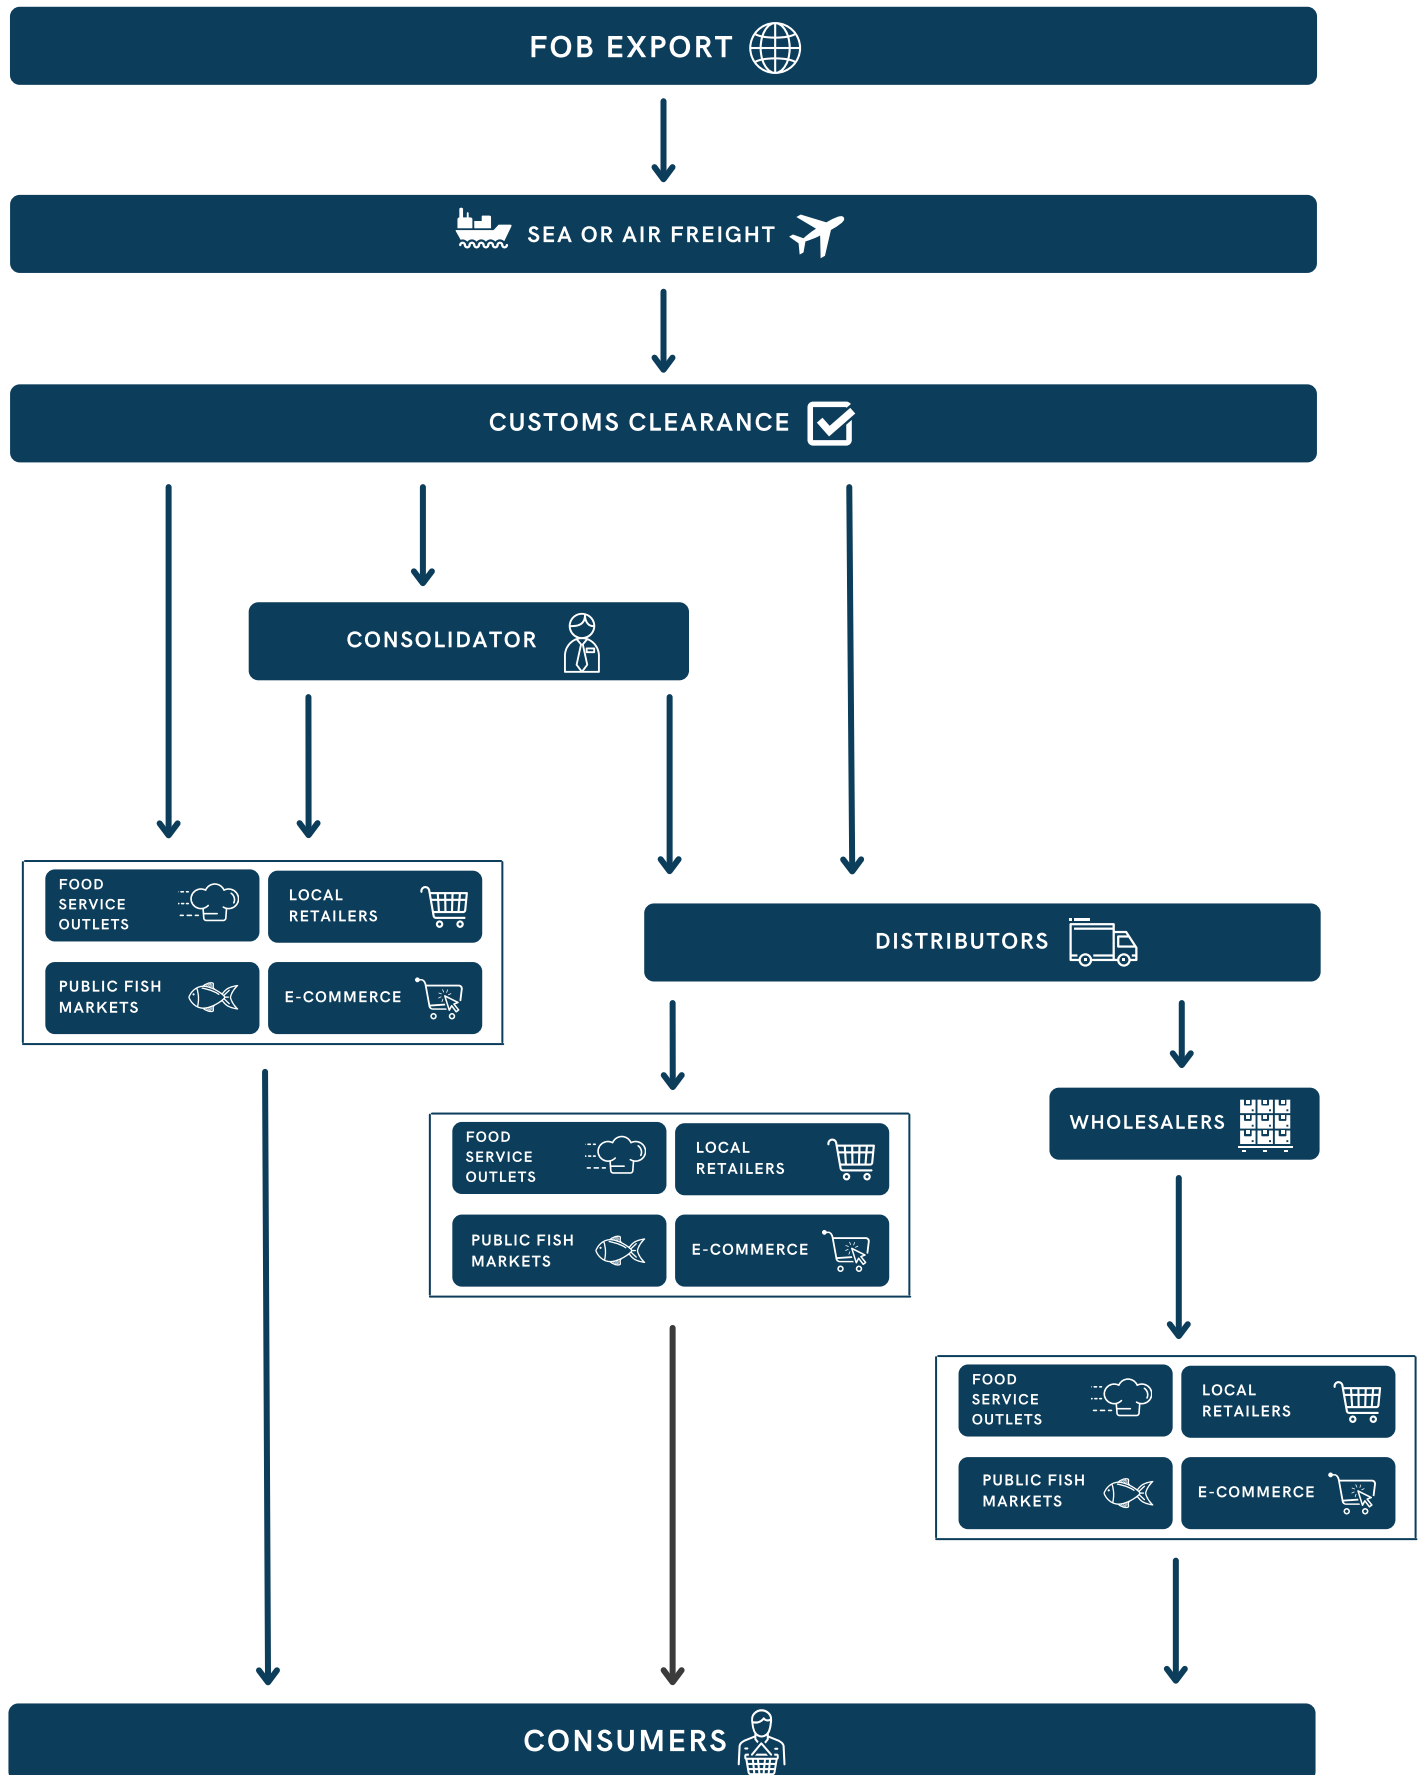 FOB EXPORT
SEA OR AIR FREIGHT
CUSTOMS CLEARANCE
CONSOLIDATOR
FOOD
SERVICE
OUTLETS
LOCAL
RETAILERS
PUBLIC FISH
MARKETS
E-COMMERCE
DISTRIBUTORS
WHOLESALERS
FOOD
SERVICE
OUTLETS
LOCAL
RETAILERS
PUBLIC FISH
MARKETS
E-COMMERCE
FOOD
SERVICE
OUTLETS
LOCAL
RETAILERS
PUBLIC FISH
MARKETS
E-COMMERCE
CONSUMERS